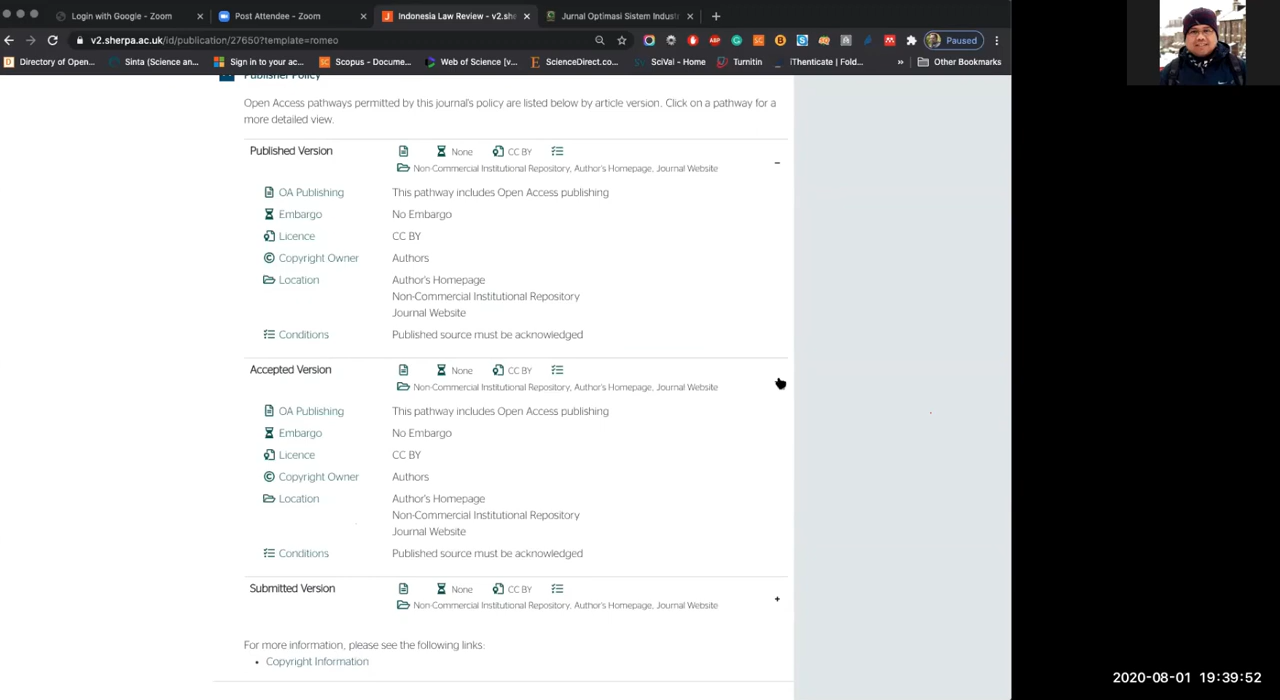 Login with Google - Zoom
Post Attendee - Zoom
Indonesia Law Review - v2.she
Jurnal Optimasi Sistem Industri
v2.sherpa.ac.uk/id/publication/27650?template=romeo
Paused
Directory of Open...
Sinta (Science an...
Sign in to your ac...
Scopus - Docume...
Web of Science [v...
ScienceDirect.co...
SciVal - Home
Turnitin
iThenticate | Fold...
»
Other Bookmarks
Publisher Policy
Open Access pathways permitted by this journal's policy are listed below by article version. Click on a pathway for a
more detailed view.
Published Version None CC BY
Non-Commercial Institutional Repository, Author's Homepage, Journal Website
-
OA Publishing This pathway includes Open Access publishing
Embargo No Embargo
Licence CC BY
Copyright Owner Authors
Location Author's Homepage
Non-Commercial Institutional Repository
Journal Website
Conditions Published source must be acknowledged
Accepted Version None CC BY
Non-Commercial Institutional Repository, Author's Homepage, Journal Website
OA Publishing This pathway includes Open Access publishing
Embargo No Embargo
Licence CC BY
Copyright Owner Authors
Location Author's Homepage
Non-Commercial Institutional Repository
Journal Website
Conditions Published source must be acknowledged
Submitted Version None CC BY
+
Non-Commercial Institutional Repository, Author's Homepage, Journal Website
For more information, please see the following links:
• Copyright Information
2020-08-01 19:39:52